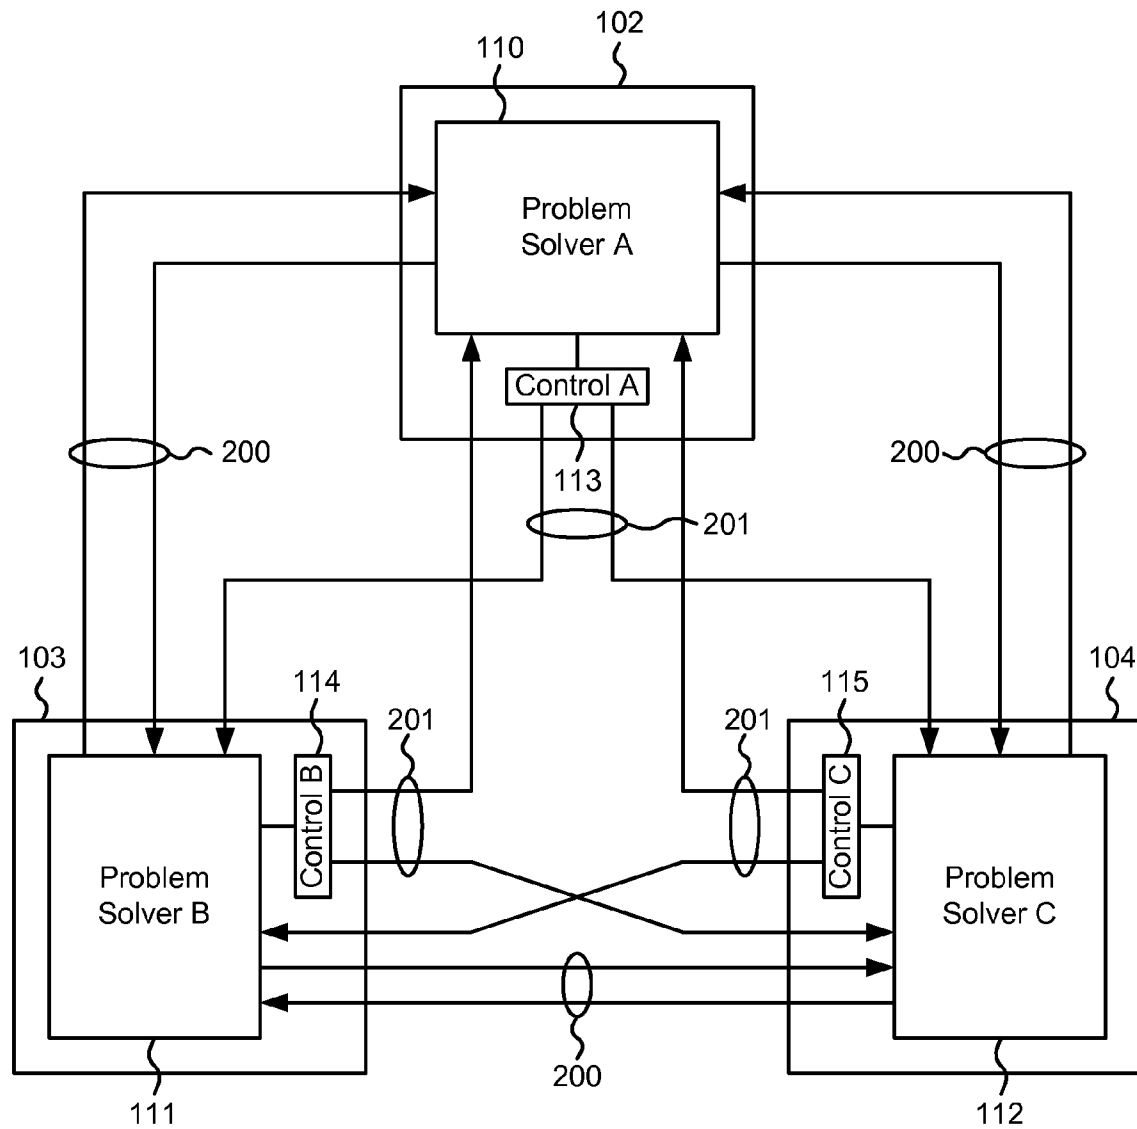 102
110
Problem
Solver A
Control A
200
113
200
201
103
114
115
104
201
201
Control B
Control C
Problem
Solver B
Problem
Solver C
200
111
112